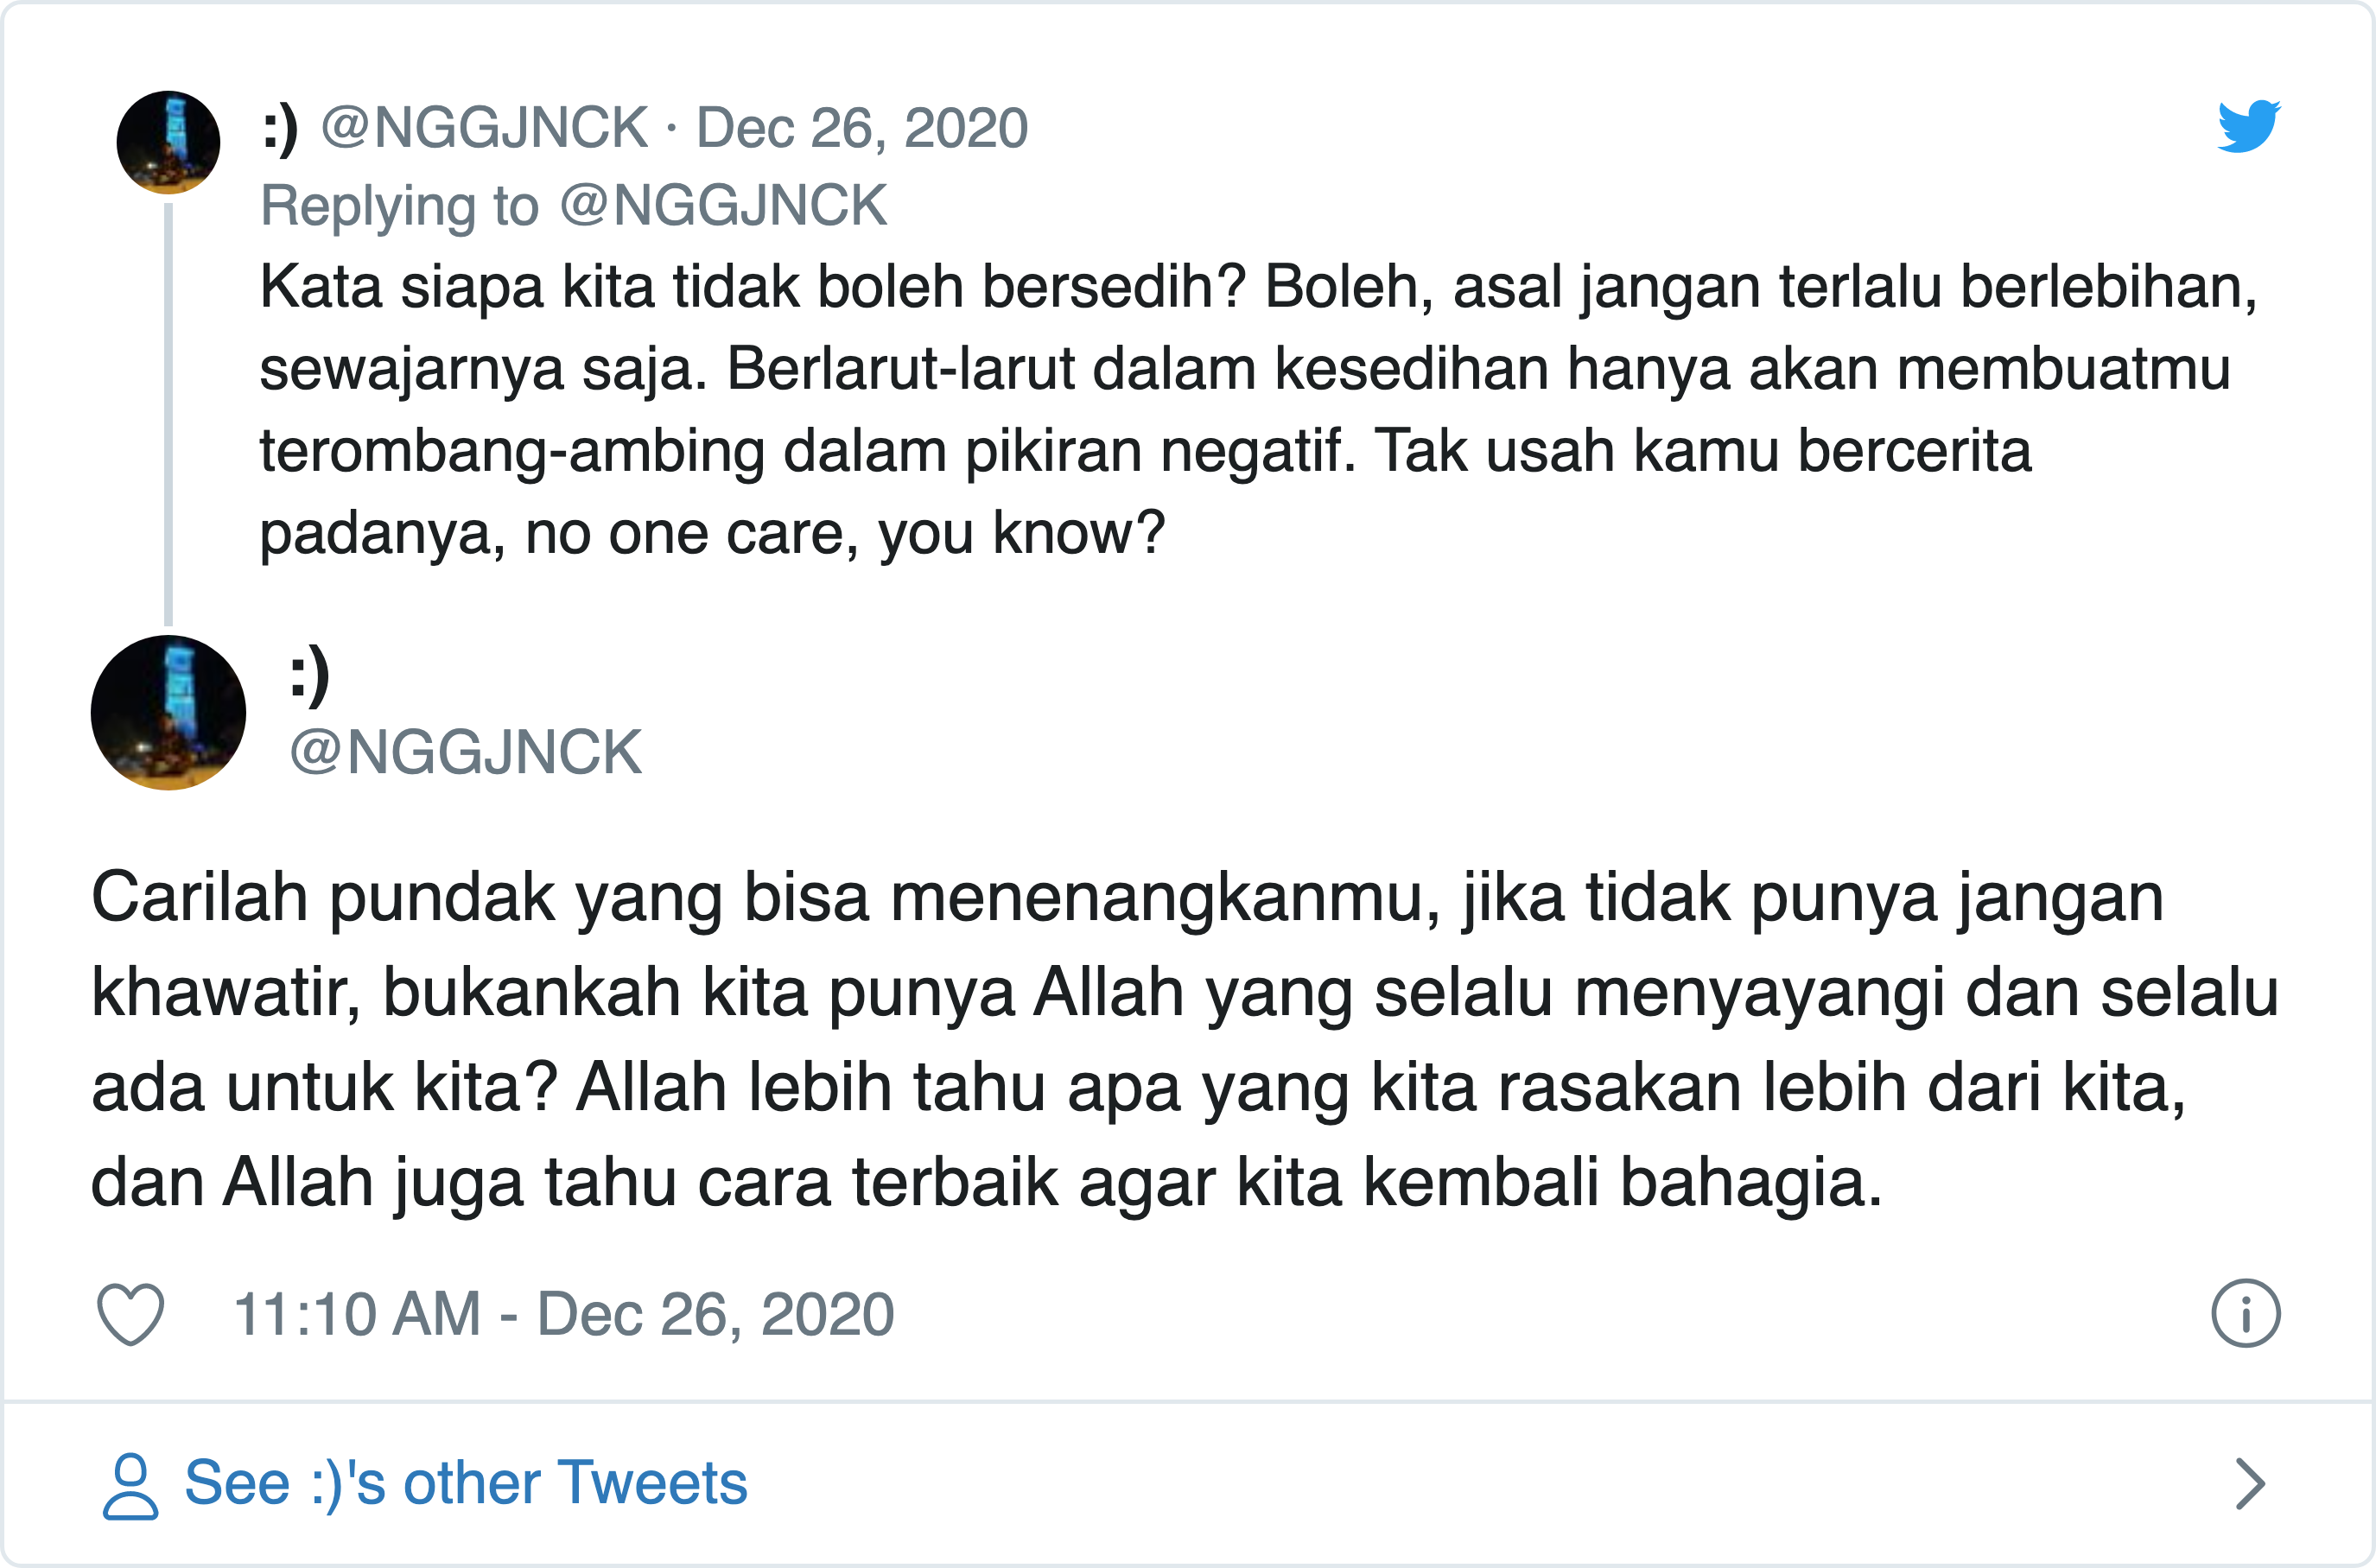 :) @NGGJNCK · Dec 26, 2020
Replying to @NGGJNCK
Kata siapa kita tidak boleh bersedih? Boleh, asal jangan terlalu berlebihan,
sewajarnya saja. Berlarut-larut dalam kesedihan hanya akan membuatmu
terombang-ambing dalam pikiran negatif. Tak usah kamu bercerita
padanya, no one care, you know?
:)
@NGGJNCK
Carilah pundak yang bisa menenangkanmu, jika tidak punya jangan
khawatir, bukankah kita punya Allah yang selalu menyayangi dan selalu
ada untuk kita? Allah lebih tahu apa yang kita rasakan lebih dari kita,
dan Allah juga tahu cara terbaik agar kita kembali bahagia.
11:10 AM - Dec 26, 2020
See :)'s other Tweets